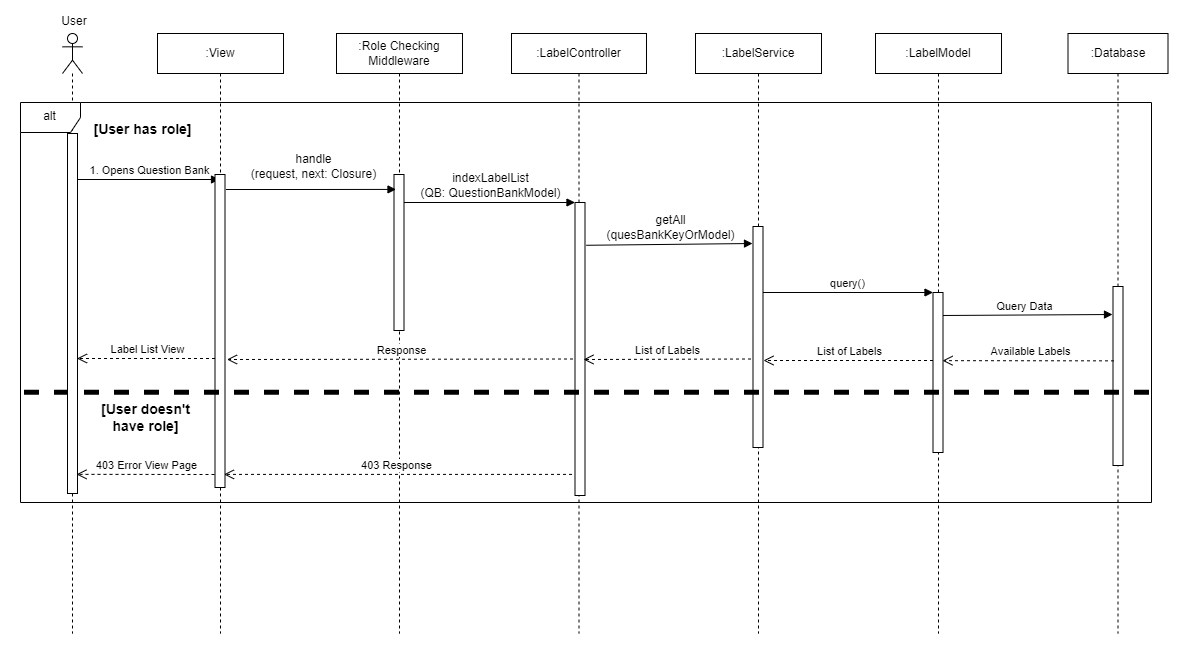 User
:View
:Role Checking
Middleware
:LabelController
:LabelService
:LabelModel
:Database
alt
[User has role]
1. Opens Question Bank
handle
(request, next: Closure)
indexLabelList
(QB: QuestionBankModel)
getAll
(quesBankKeyOrModel)
query()
Query Data
Label List View
Response
List of Labels
List of Labels
Available Labels
[User doesn't
have role]
403 Error View Page
403 Response